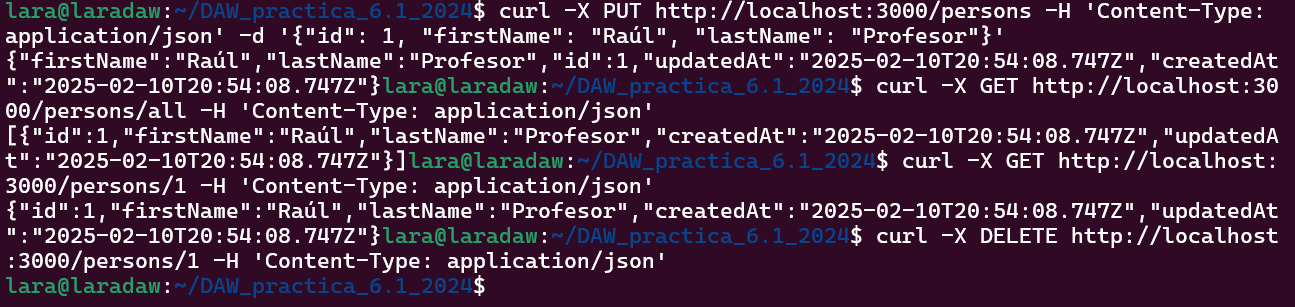 lara@laradaw:~/DAW_practica_6.1_2024$ curl -X PUT http://localhost:3000/persons -H 'Content-Type:
application/json' -d '{"id": 1, "firstName": "Raúl", "lastName": "Profesor"}'
{"firstName":"Raúl","lastName":"Profesor","id":1,"updatedAt":"2025-02-10T20:54:08.747Z","createdAt
":"2025-02-10T20:54:08.747Z"}lara@laradaw:~/DAW_practica_6.1_2024$ curl -X GET http://localhost:30
00/persons/all -H 'Content-Type: application/json'
[{"id":1,"firstName":"Raúl","lastName":"Profesor","createdAt":"2025-02-10T20:54:08.747Z","updatedA
t":"2025-02-10T20:54:08.747Z"}]lara@laradaw:~/DAW_practica_6.1_2024$ curl -X GET http://localhost:
3000/persons/1 -H 'Content-Type: application/json'
{"id":1,"firstName":"Raúl","lastName":"Profesor","createdAt":"2025-02-10T20:54:08.747Z","updatedAt
":"2025-02-10T20:54:08.747Z"}lara@laradaw:~/DAW_practica_6.1_2024$ curl -X DELETE http://localhost
:3000/persons/1 -H 'Content-Type: application/json'
lara@laradaw:~/DAW_practica_6.1_2024$